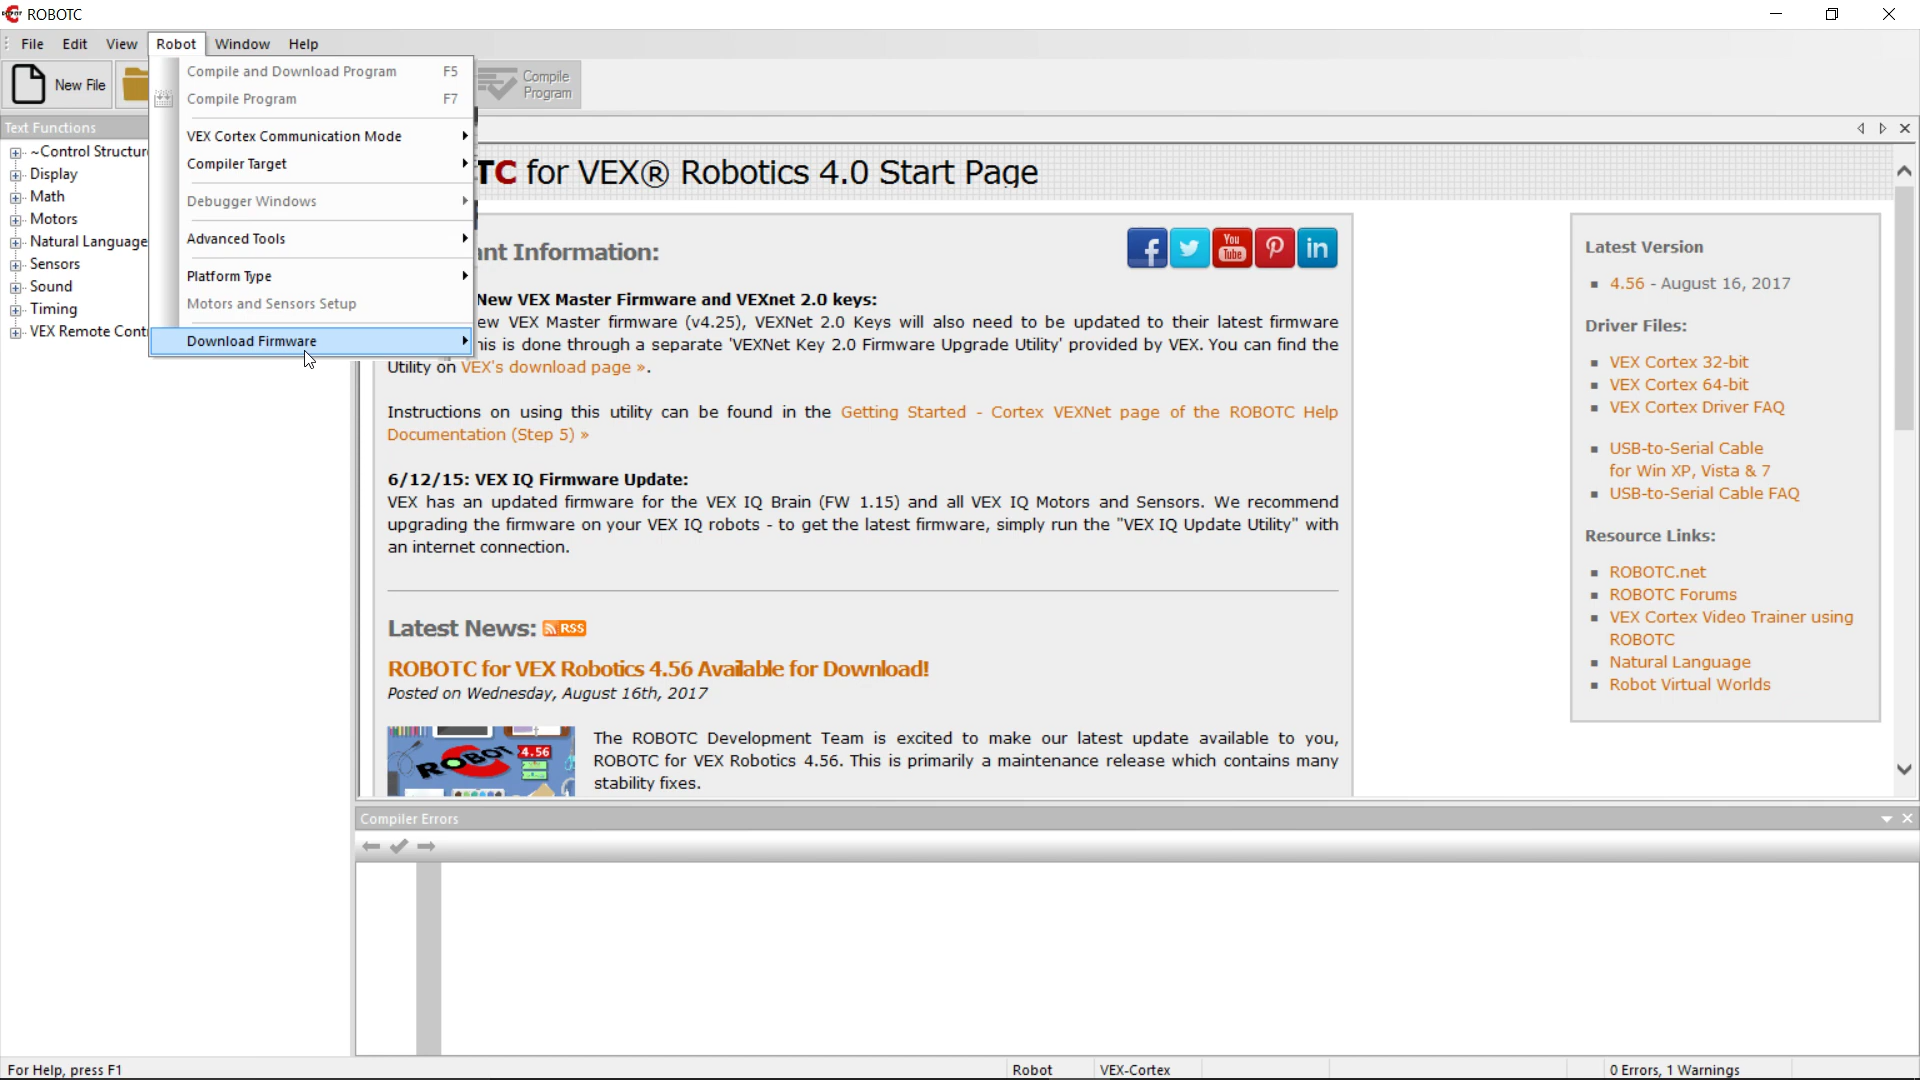 ROBOTC
File Edit View Robot Window Help
New File
Compile Program
Compile and Download Program F5
Compile Program F7
VEX Cortex Communication Mode
Compiler Target
Debugger Windows
Advanced Tools
Platform Type
Motors and Sensors Setup
Download Firmware
Text Functions
~Control Structur
Display
Math
Motors
Natural Language
Sensors
Sound
Timing
VEX Remote Cont
TC for VEX® Robotics 4.0 Start Page
ant Information:
You Tube
in
New VEX Master Firmware and VEXnet 2.0 keys:
ew VEX Master firmware (v4.25), VEXNet 2.0 Keys will also need to be updated to their latest firmware
his is done through a separate 'VEXNet Key 2.0 Firmware Upgrade Utility' provided by VEX. You can find the
Utility on VEX's download page ».
Instructions on using this utility can be found in the Getting Started - Cortex VEXNet page of the ROBOTC Help
Documentation (Step 5) »
6/12/15: VEX IQ Firmware Update:
VEX has an updated firmware for the VEX IQ Brain (FW 1.15) and all VEX IQ Motors and Sensors. We recommend
upgrading the firmware on your VEX IQ robots - to get the latest firmware, simply run the "VEX IQ Update Utility" with
an internet connection.
Latest News: RSS
ROBOTC for VEX Robotics 4.56 Available for Download!
Posted on Wednesday, August 16th, 2017
ROBOTC 4.56
The ROBOTC Development Team is excited to make our latest update available to you,
ROBOTC for VEX Robotics 4.56. This is primarily a maintenance release which contains many
stability fixes.
Latest Version
4.56 - August 16, 2017
Driver Files:
VEX Cortex 32-bit
VEX Cortex 64-bit
VEX Cortex Driver FAQ
USB-to-Serial Cable
for Win XP, Vista & 7
USB-to-Serial Cable FAQ
Resource Links:
ROBOTC.net
ROBOTC Forums
VEX Cortex Video Trainer using
ROBOTC
Natural Language
Robot Virtual Worlds
Compiler Errors
For Help, press F1
Robot
VEX-Cortex
0 Errors, 1 Warnings